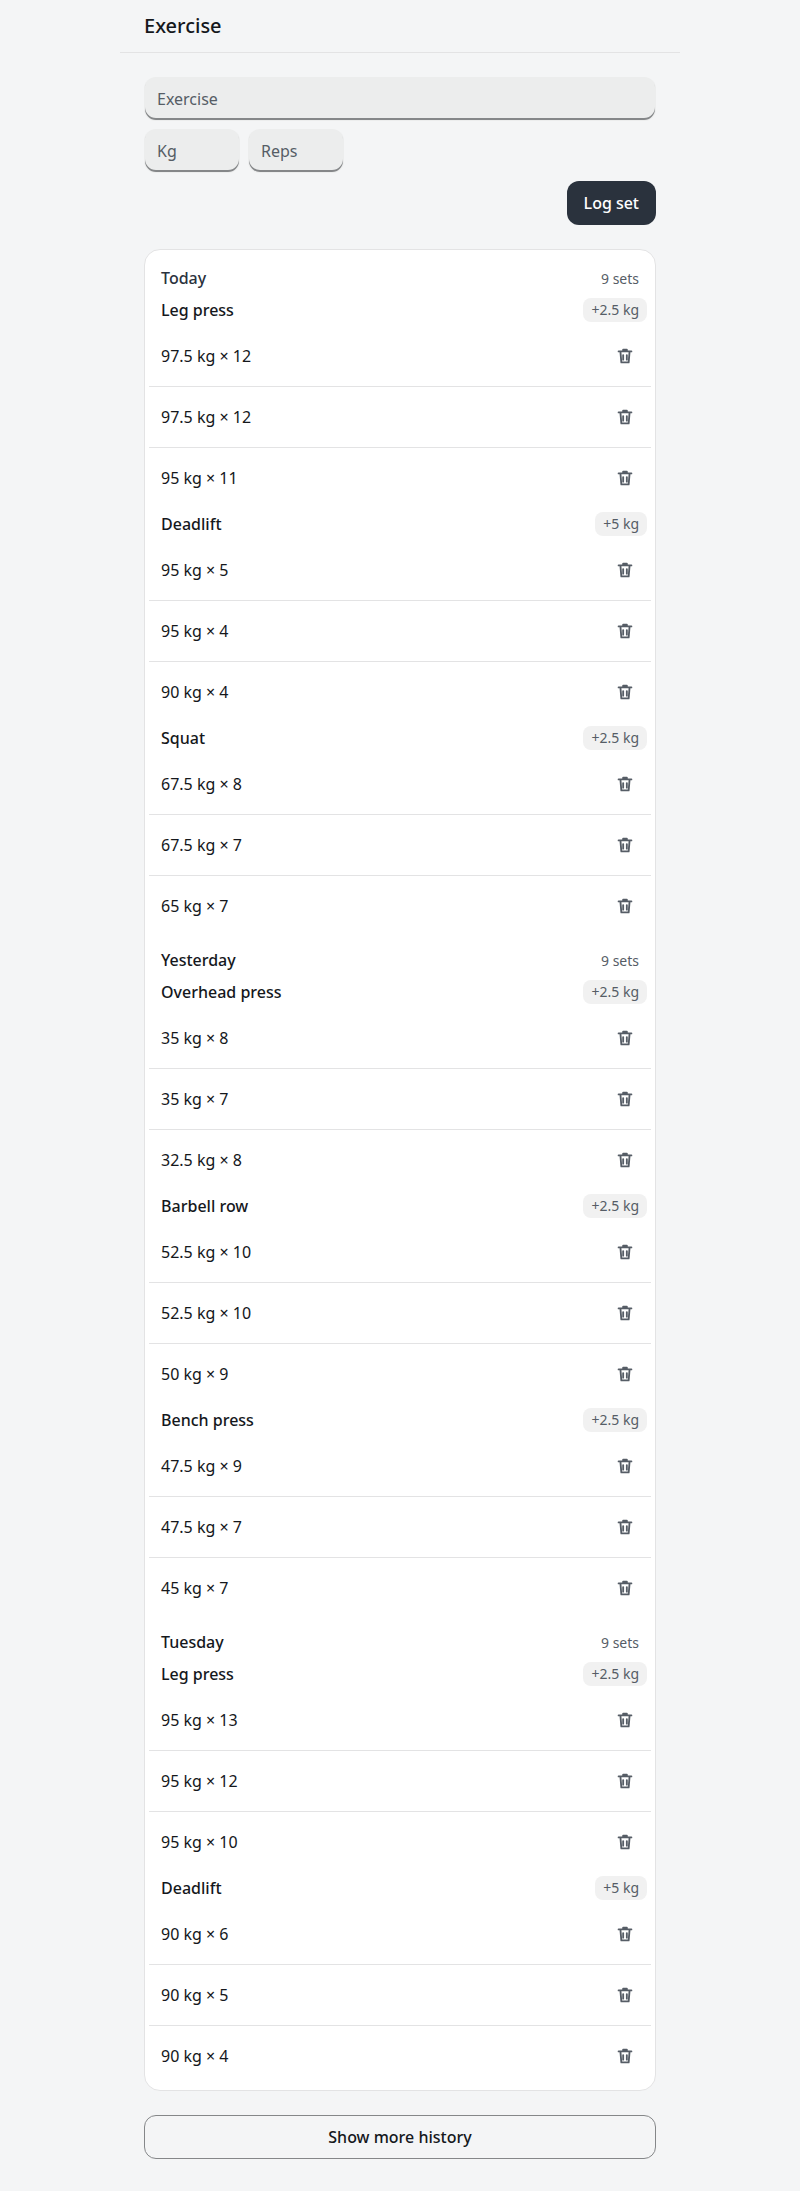 Exercise
Exercise
Kg Reps
Log set
Today 9 sets
Leg press +2.5 kg
97.5 kg × 12
97.5 kg × 12
95 kg × 11
Deadlift +5 kg
95 kg × 5
95 kg × 4
90 kg × 4
Squat +2.5 kg
67.5 kg × 8
67.5 kg × 7
65 kg × 7
Yesterday 9 sets
Overhead press +2.5 kg
35 kg × 8
35 kg × 7
32.5 kg × 8
Barbell row +2.5 kg
52.5 kg × 10
52.5 kg × 10
50 kg × 9
Bench press +2.5 kg
47.5 kg × 9
47.5 kg × 7
45 kg × 7
Tuesday 9 sets
Leg press +2.5 kg
95 kg × 13
95 kg × 12
95 kg × 10
Deadlift +5 kg
90 kg × 6
90 kg × 5
90 kg × 4
Show more history